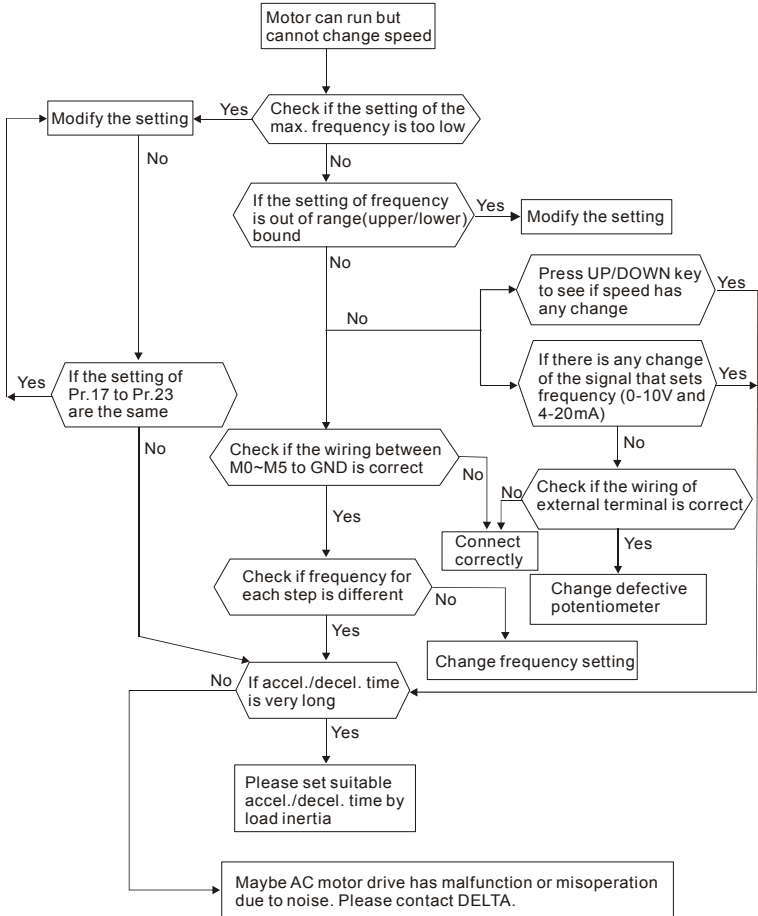 Motor can run but
cannot change speed
Yes
Check if the setting of the
max. frequency is too low
Modify the setting
No
No
If the setting of frequency
is out of range(upper/lower)
bound
Yes
Modify the setting
No
Press UP/DOWN key
to see if speed has
any change
Yes
No
If there is any change
of the signal that sets
frequency (0-10V and
4-20mA)
Yes
Yes
If the setting of
Pr.17 to Pr.23
are the same
No
No
Check if the wiring between
M0~M5 to GND is correct
No
No
Check if the wiring of
external terminal is correct
Yes
Connect
correctly
Yes
Change defective
potentiometer
Check if frequency for
each step is different
No
Yes
Change frequency setting
No
If accel./decel. time
is very long
Yes
Please set suitable
accel./decel. time by
load inertia
Maybe AC motor drive has malfunction or misoperation
due to noise. Please contact DELTA.